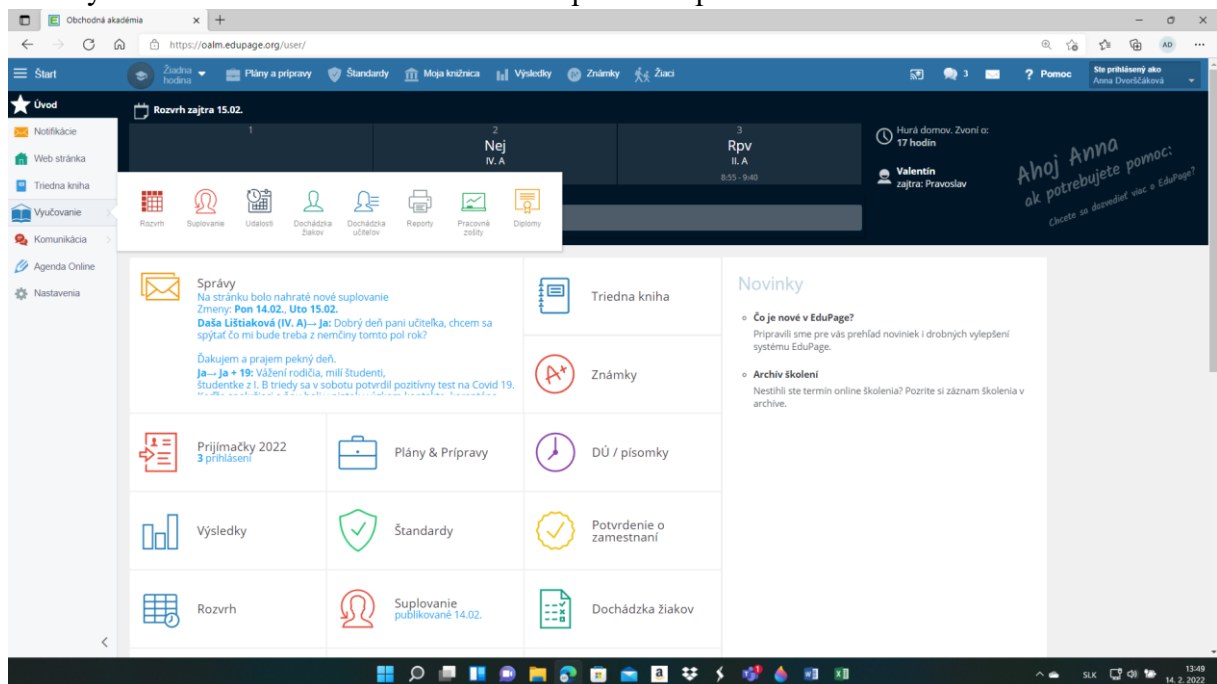 Obchodná akadémia
https://oalm.edupage.org/user/
AD
Štart
Žiadna
hodina
Plány a prípravy
Štandardy
Moja knižnica
Výsledky
Známky
Žiaci
3
? Pomoc
Ste prihlásený ako
Anna Dverščáková
Úvod
Notifikácie
Web stránka
Triedna kniha
Vyučovanie
Komunikácia
Agenda Online
Nastavenia
Rozvrh zajtra 15.02.
1
2
Nej
IV. A
3
Rpv
II. A
8:55 - 9:40
Hurá domov. Zvoní o:
17 hodín
Valentín
zajtra: Pravoslav
Ahoj Anna
ak potrebujete pomoc:
Chcete sa dozvedieť viac o EduPage?
Rozvrh
Suplovanie
Udalosti
Dochádzka
žiakov
Dochádzka
učiteľov
Reporty
Pracovné
zošity
Diplomy
Správy
Na stránku bolo nahraté nové suplovanie
Zmeny: Pon 14.02., Uto 15.02.
Daša Lištiaková (IV. A)→ Ja: Dobrý deň pani učiteľka, chcem sa
spýtať čo mi bude treba z nemčiny tomto pol rok?
Ďakujem a prajem pekný deň.
Ja→ Ja + 19: Vážení rodičia, milí študenti,
študentke z I. B triedy sa v sobotu potvrdil pozitívny test na Covid 19.
Triedna kniha
Známky
Novinky
Čo je nové v EduPage?
Pripravili sme pre vás prehľad noviniek i drobných vylepšení
systému EduPage.
Archív školení
Nestihli ste termín online školenia? Pozrite si záznam školenia v
archíve.
Prijímačky 2022
3 prihlásení
Plány & Prípravy
DÚ / písomky
Výsledky
Štandardy
Potvrdenie o
zamestnaní
Rozvrh
Suplovanie
publikované 14.02.
Dochádzka žiakov
SLK
13:49
14. 2. 2022